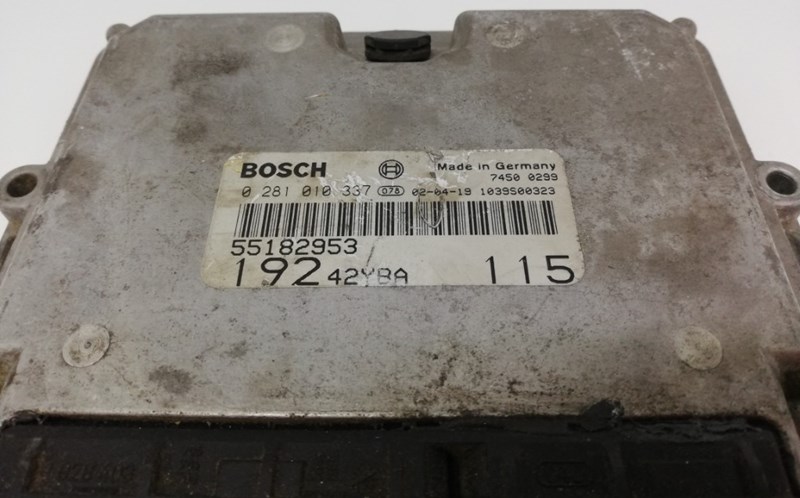 BOSCH Made in Germany
7450 0299
0 281 010 337 078 02-04-19 1039S00323
55182953
192 42YBA 115